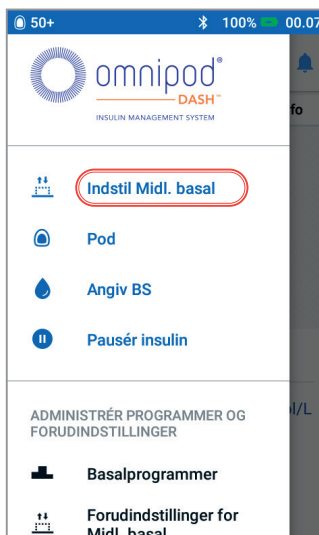 50+ 100% 00.07
omnipod®
DASH™
INSULIN MANAGEMENT SYSTEM
fo
Indstil Midl. basal
Pod
Angiv BS
Pausér insulin
ol/L
ADMINISTRÉR PROGRAMMER OG
FORUDINDSTILLINGER
Basalprogrammer
Forudindstillinger for
Midl. basal